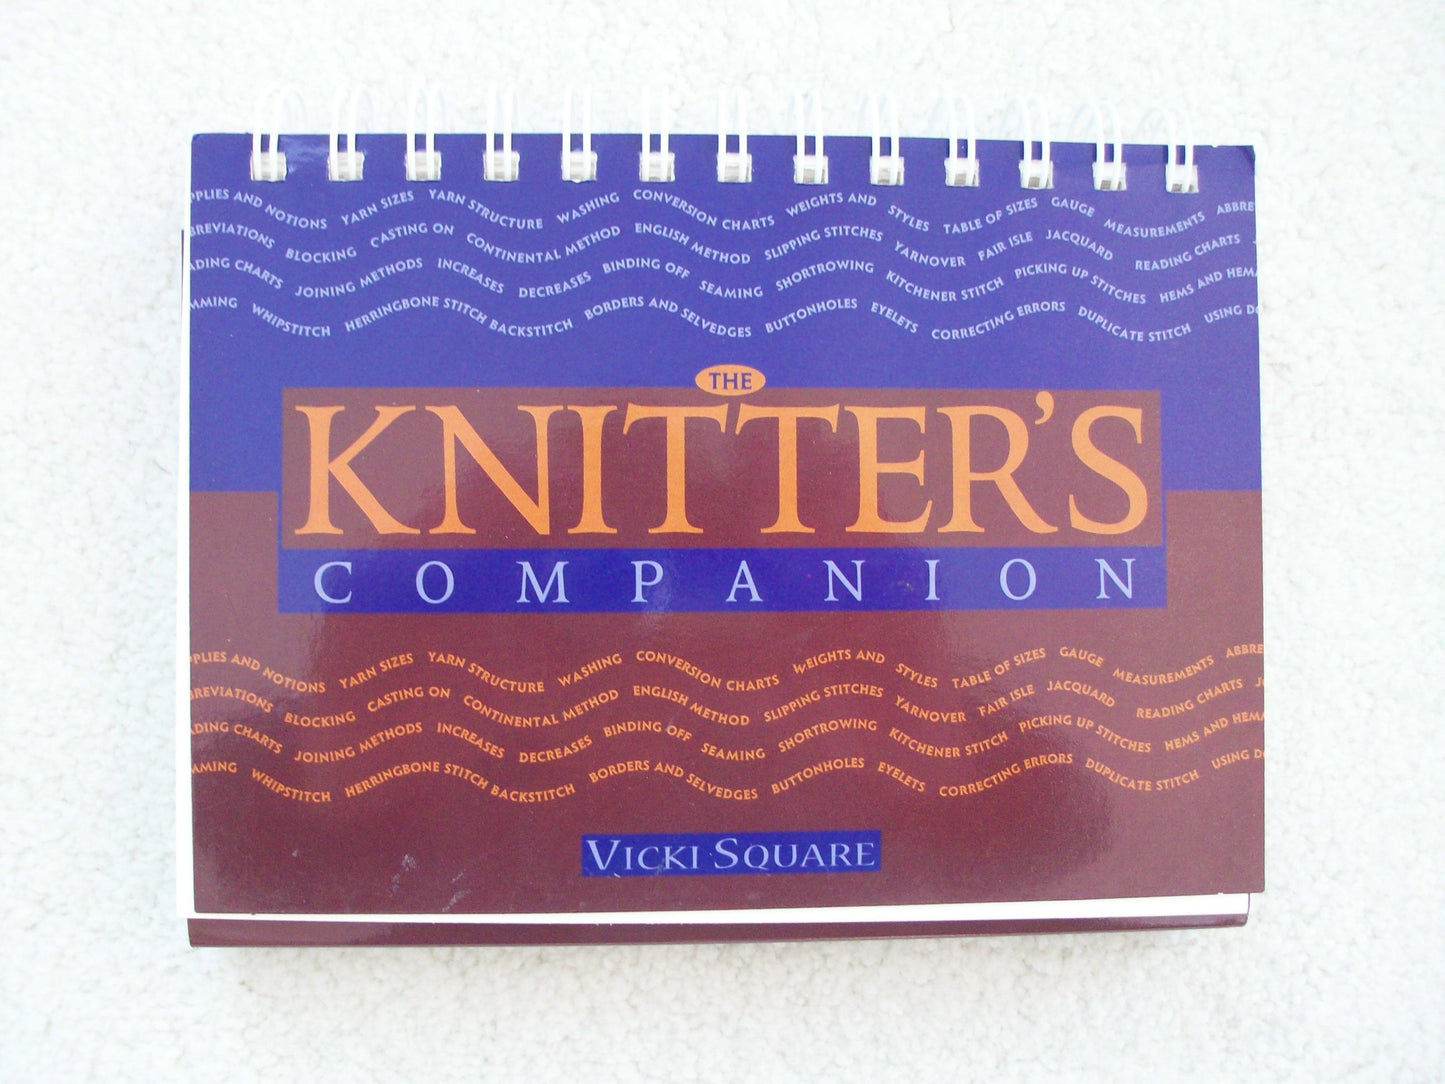 PPLIES AND NOTIONS YARN SIZES YARN STRUCTURE WASHING CONVERSION CHARTS WEIGHTS AND STYLES TABLE OF SIZES GAUGE MEASUREMENTS ABBRE
BREVIATIONS BLOCKING CASTING ON CONTINENTAL METHOD ENGLISH METHOD SLIPPING STITCHES YARNOVER FAIR ISLE JACQUARD READING CHARTS
DING CHARTS JOINING METHODS INCREASES DECREASES BINDING OFF SEAMING SHORTROWING KITCHENER STITCH PICKING UP STITCHES HEMS AND HEM
MMING WHIPSTITCH HERRINGBONE STITCH BACKSTITCH BORDERS AND SELVEDGES BUTTONHOLES EYELETS CORRECTING ERRORS DUPLICATE STITCH USING
THE
KNITTER'S
COMPANION
PPLIES AND NOTIONS YARN SIZES YARN STRUCTURE WASHING CONVERSION CHARTS WEIGHTS AND STYLES TABLE OF SIZES GAUGE MEASUREMENTS ABBRE
BREVIATIONS BLOCKING CASTING ON CONTINENTAL METHOD ENGLISH METHOD SLIPPING STITCHES YARNOVER FAIR ISLE JACQUARD READING CHARTS
DING CHARTS JOINING METHODS INCREASES DECREASES BINDING OFF SEAMING SHORTROWING KITCHENER STITCH PICKING UP STITCHES HEMS AND HEM
MMING WHIPSTITCH HERRINGBONE STITCH BACKSTITCH BORDERS AND SELVEDGES BUTTONHOLES EYELETS CORRECTING ERRORS DUPLICATE STITCH USING
VICKI SQUARE